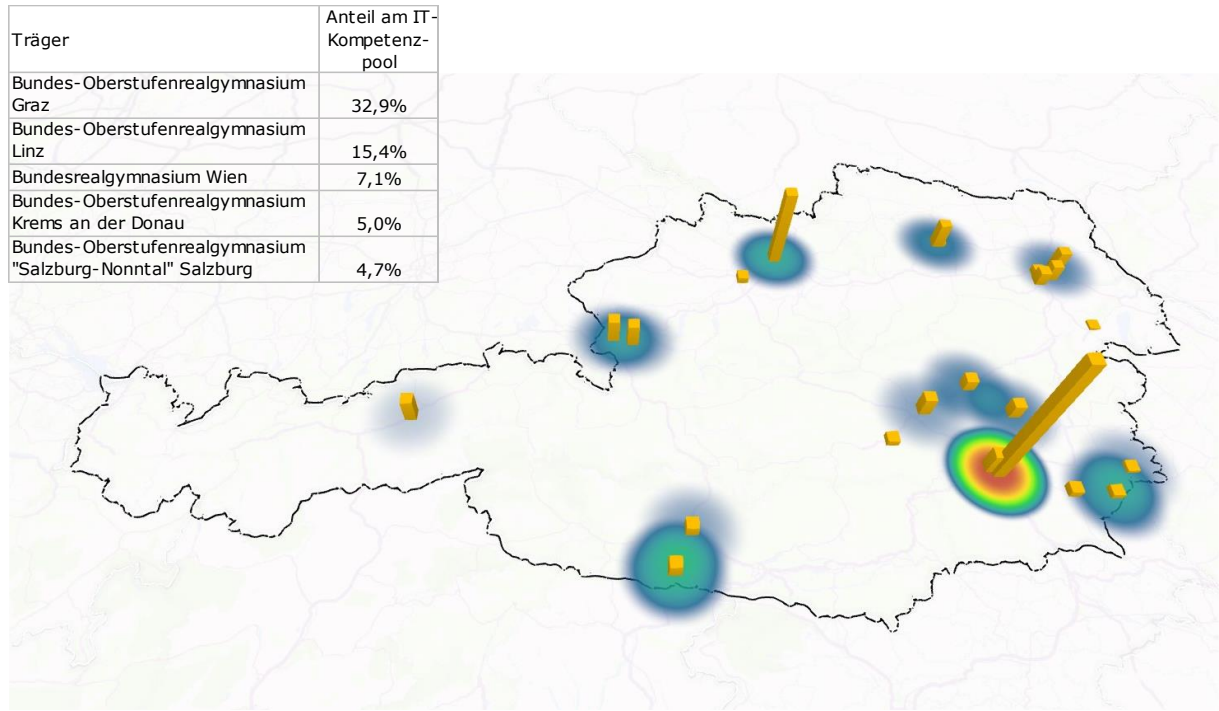 Träger
Anteil am IT-
Kompetenz-
pool
Bundes-Oberstufenrealgymnasium
Graz
32,9%
Bundes-Oberstufenrealgymnasium
Linz
15,4%
Bundesrealgymnasium Wien
7,1%
Bundes-Oberstufenrealgymnasium
Krems an der Donau
5,0%
Bundes-Oberstufenrealgymnasium
"Salzburg-Nonntal" Salzburg
4,7%